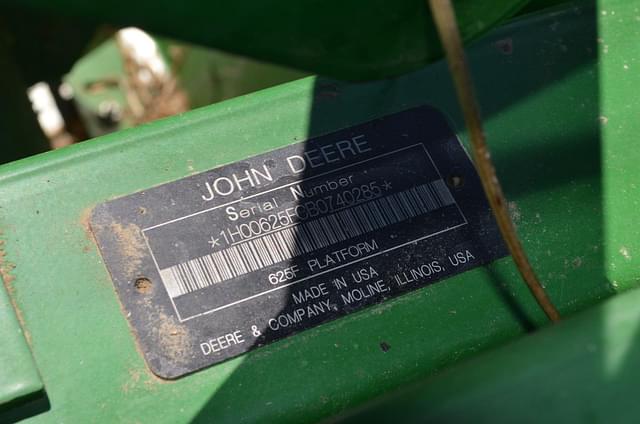 JOHN DEERE
Serial Number
*1H00625FCB0740285*
625F PLATFORM
MADE IN USA
DEERE & COMPANY, MOLINE, ILLINOIS, USA